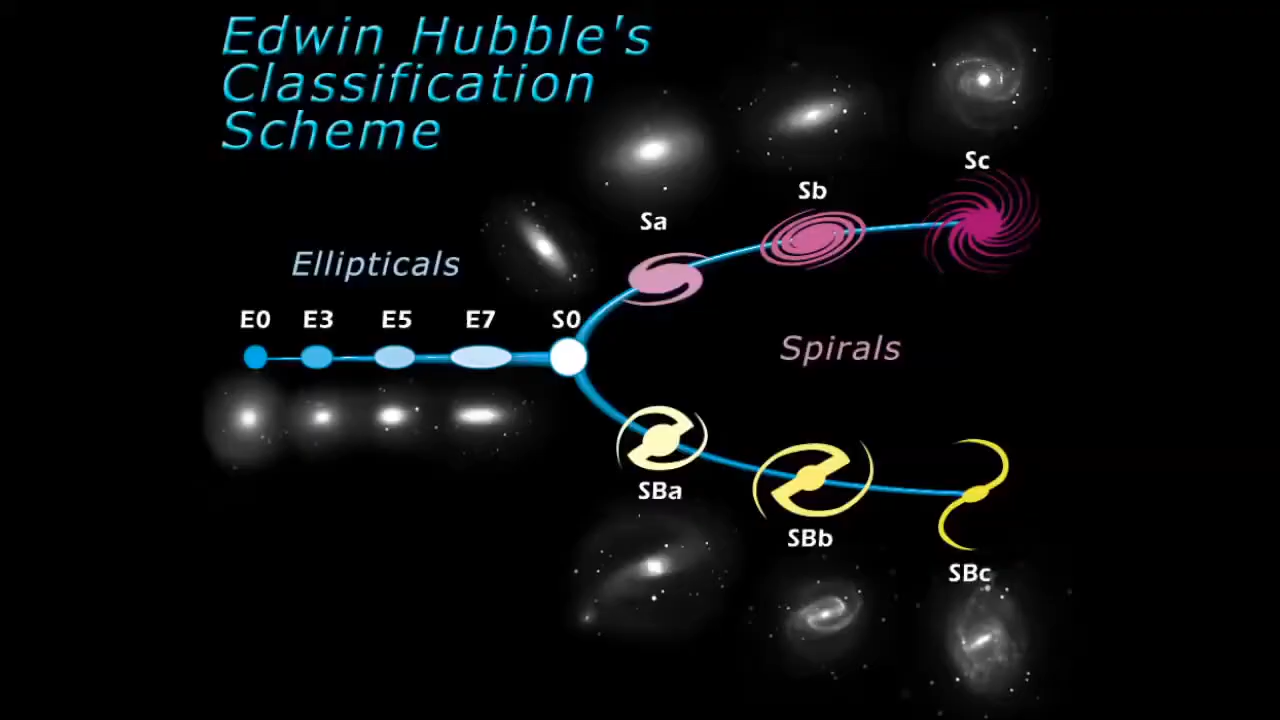 Edwin Hubble's
Classification
Scheme
Sc
Sb
Sa
Ellipticals
E0 E3 E5 E7 S0
Spirals
SBa
SBb
SBc